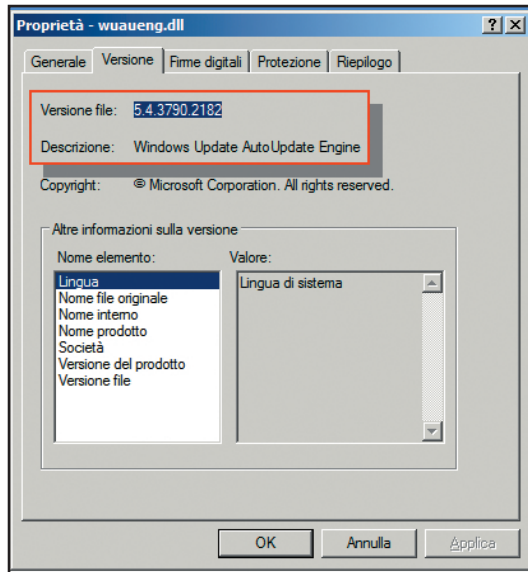 Proprietà - wuaueng.dll
Generale Versione Firme digitali Protezione Riepilogo
Versione file: 5.4.3790.2182
Descrizione: Windows Update AutoUpdate Engine
Copyright: © Microsoft Corporation. All rights reserved.
Altre informazioni sulla versione
Nome elemento: Valore:
Lingua Lingua di sistema
Nome file originale
Nome interno
Nome prodotto
Società
Versione del prodotto
Versione file
OK Annulla Applica